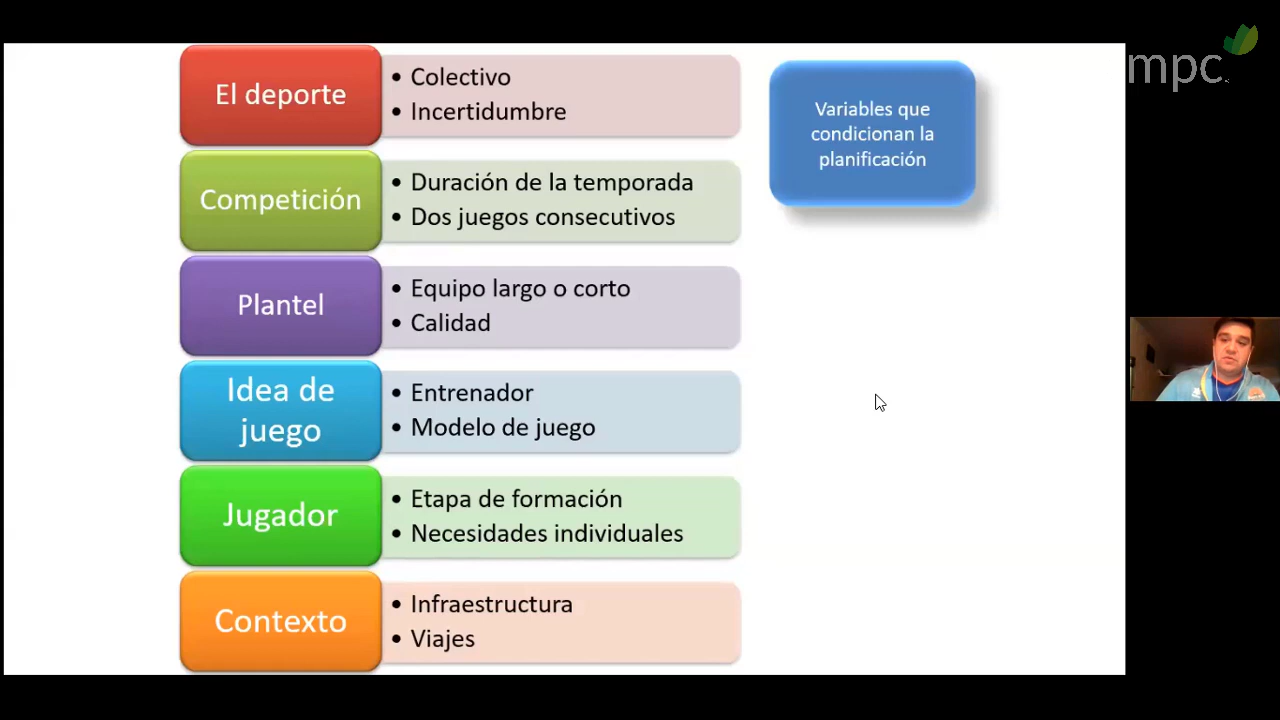 El deporte
• Colectivo
• Incertidumbre
Competición
• Duración de la temporada
• Dos juegos consecutivos
Plantel
• Equipo largo o corto
• Calidad
Idea de
juego
• Entrenador
• Modelo de juego
Jugador
• Etapa de formación
• Necesidades individuales
Contexto
• Infraestructura
• Viajes
Variables que
condicionan la
planificación
mpc